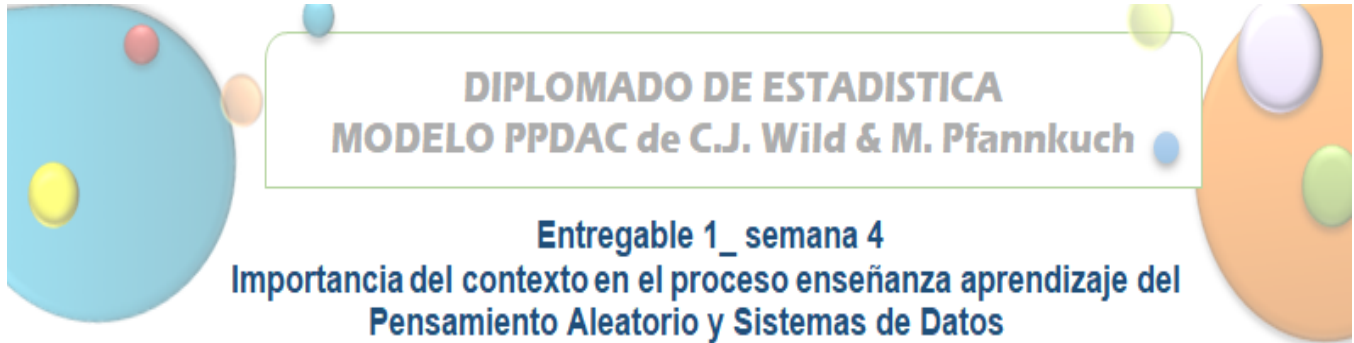 DIPLOMADO DE ESTADISTICA
MODELO PPDAC de C.J. Wild & M. Pfannkuch
Entregable 1_ semana 4
Importancia del contexto en el proceso enseñanza aprendizaje del
Pensamiento Aleatorio y Sistemas de Datos